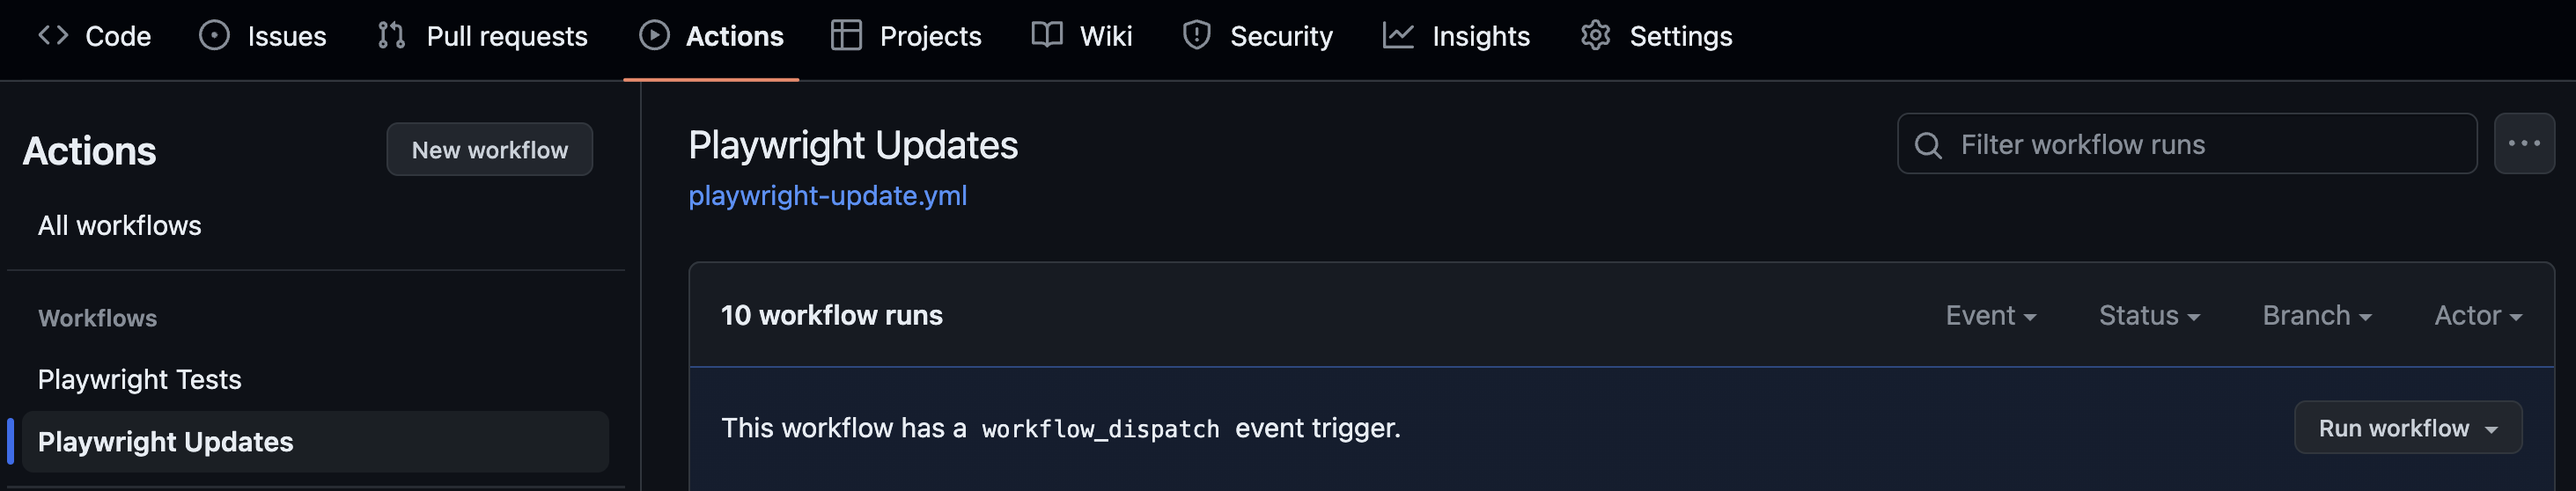 Code Issues Pull requests Actions Projects Wiki Security Insights Settings
Actions
New workflow
All workflows
Workflows
Playwright Tests
Playwright Updates
Playwright Updates
playwright-update.yml
Filter workflow runs
10 workflow runs
Event Status Branch Actor
This workflow has a workflow_dispatch event trigger.
Run workflow